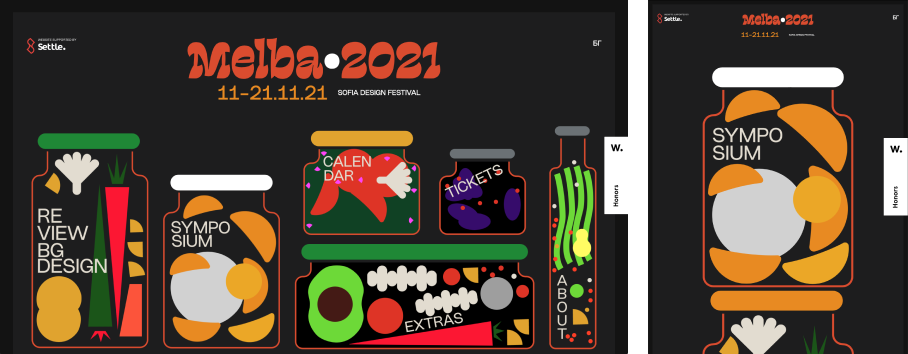 WEBSITE SUPPORTED BY
Settle.
Melba•2021
11–21.11.21
SOFIA DESIGN FESTIVAL
БГ
RE
VIEW
BG
DESIGN
SYMPO
SIUM
CALEN
DAR
TICKETS
EXTRAS
ABOUT
W.
Honors
Settle.
Melba•2021
11–21.11.21
SOFIA DESIGN FESTIVAL
БГ
SYMPO
SIUM
W.
Honors